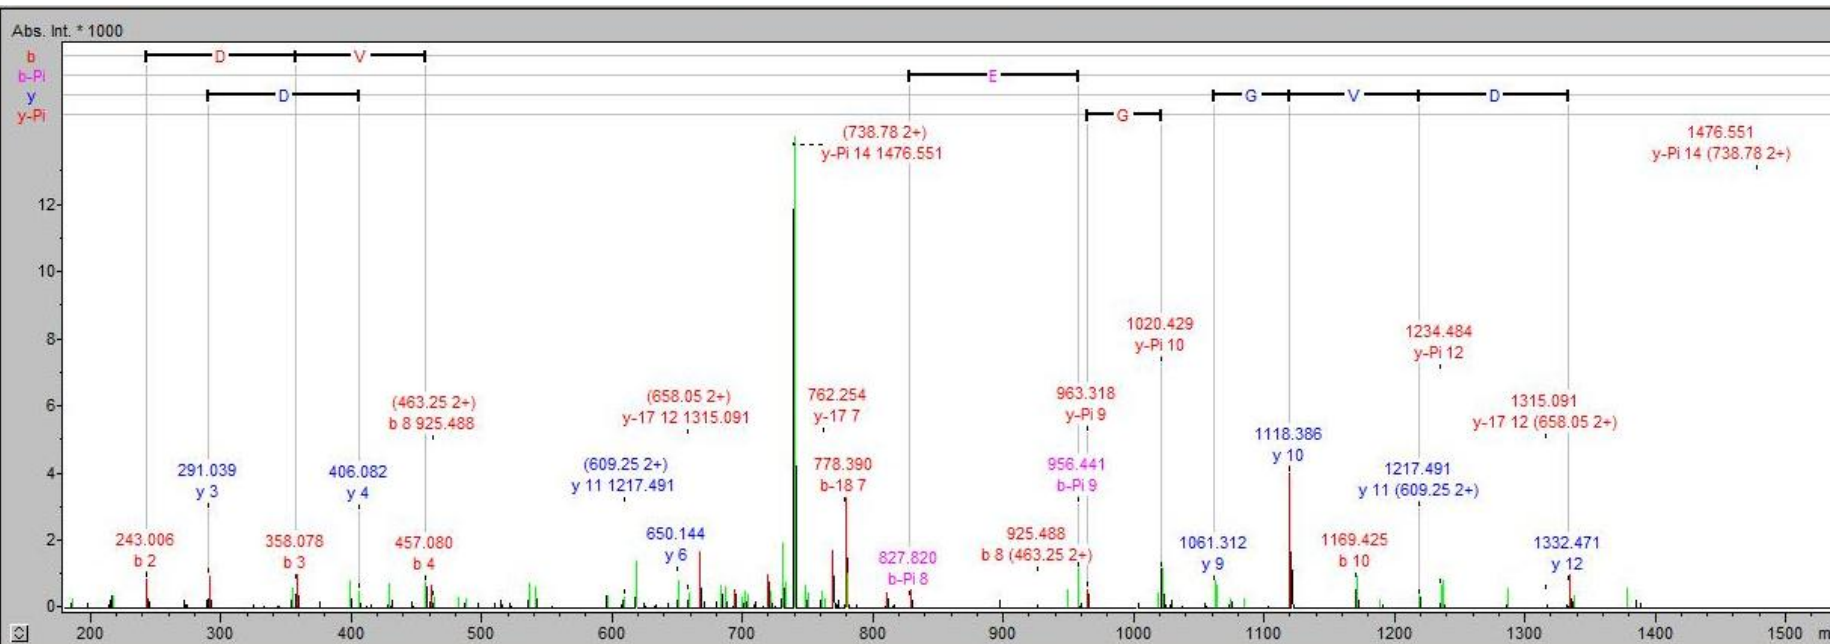 Abs. Int. * 1000
b D V
b-Pi E
y D G V D
y-Pi G
(738.78 2+)
y-Pi 14 1476.551
1476.551
y-Pi 14 (738.78 2+)
12
10
8
1020.429
y-Pi 10
1234.484
y-Pi 12
6
(463.25 2+)
b 8 925.488
(658.05 2+)
y-17 12 1315.091
762.254
y-17 7
963.318
y-Pi 9
1315.091
y-17 12 (658.05 2+)
4
291.039
y 3
406.082
y 4
(609.25 2+)
y 11 1217.491
778.390
b-18 7
956.441
b-Pi 9
1118.386
y 10
1217.491
y 11 (609.25 2+)
2
243.006
b 2
358.078
b 3
457.080
b 4
650.144
y 6
827.820
b-Pi 8
925.488
b 8 (463.25 2+)
1061.312
y 9
1169.425
b 10
1332.471
y 12
0
200 300 400 500 600 700 800 900 1000 1100 1200 1300 1400 1500 m